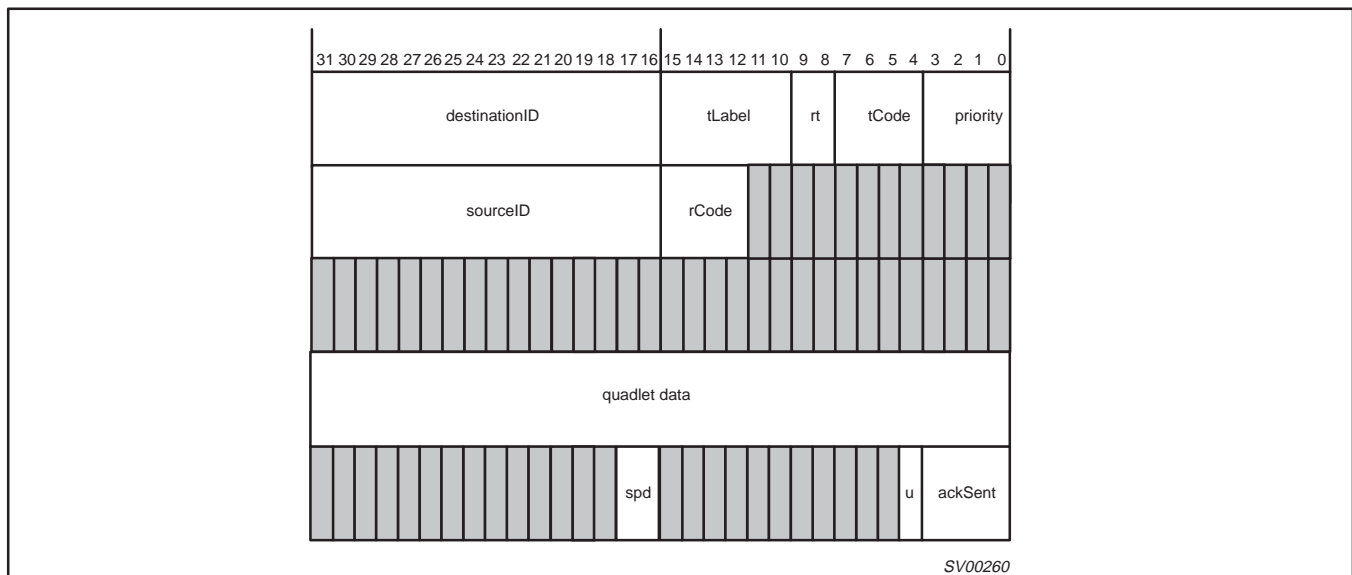 31 30 29 28 27 26 25 24 23 22 21 20 19 18 17 16 15 14 13 12 11 10 9 8 7 6 5 4 3 2 1 0
destinationID tLabel rt tCode priority
sourceID rCode
quadlet data
spd u ackSent
SV00260